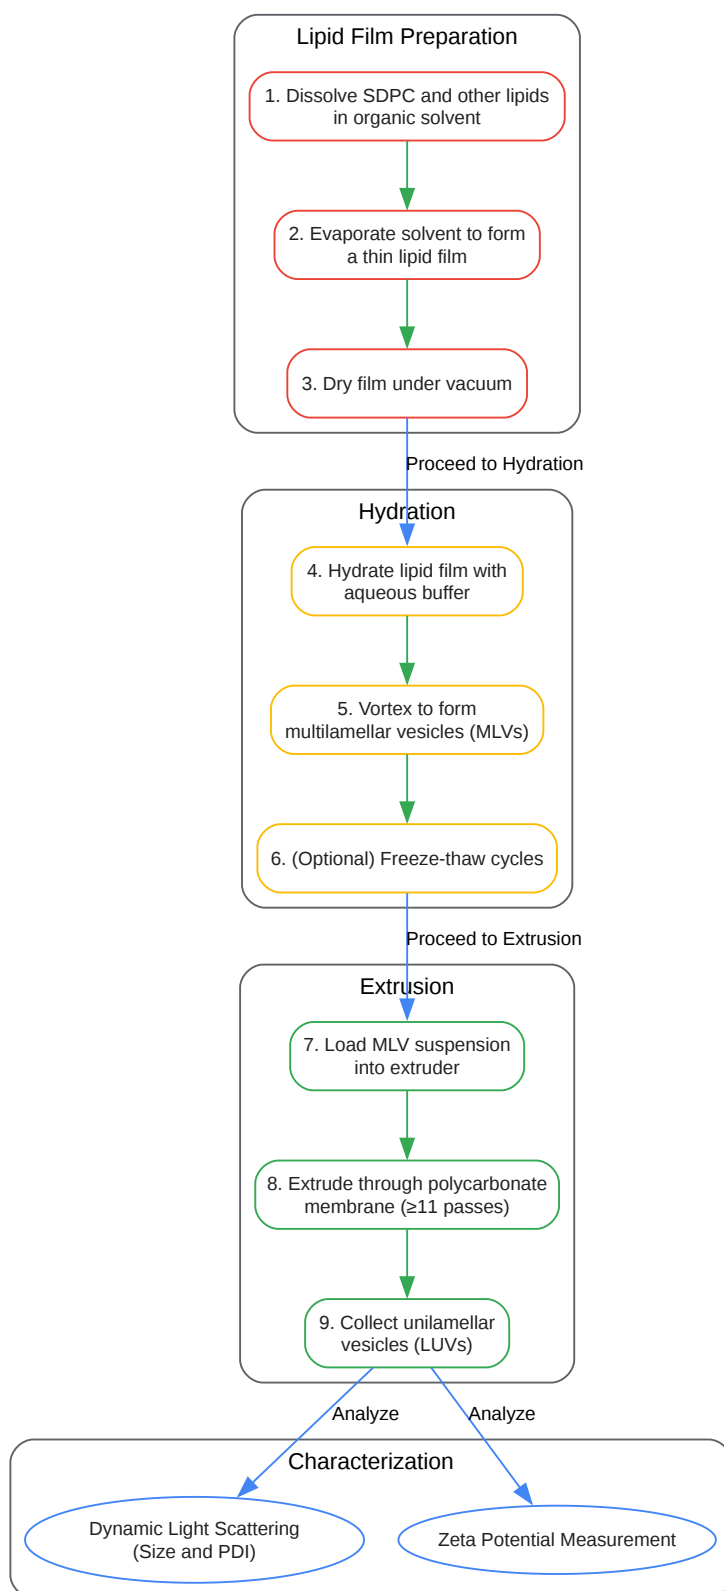 Lipid Film Preparation
1. Dissolve SDPC and other lipids
in organic solvent
2. Evaporate solvent to form
a thin lipid film
3. Dry film under vacuum
Proceed to Hydration
Hydration
4. Hydrate lipid film with
aqueous buffer
5. Vortex to form
multilamellar vesicles (MLVs)
6. (Optional) Freeze-thaw cycles
Proceed to Extrusion
Extrusion
7. Load MLV suspension
into extruder
8. Extrude through polycarbonate
membrane (≥11 passes)
9. Collect unilamellar
vesicles (LUVs)
Analyze
Analyze
Characterization
Dynamic Light Scattering
(Size and PDI)
Zeta Potential Measurement